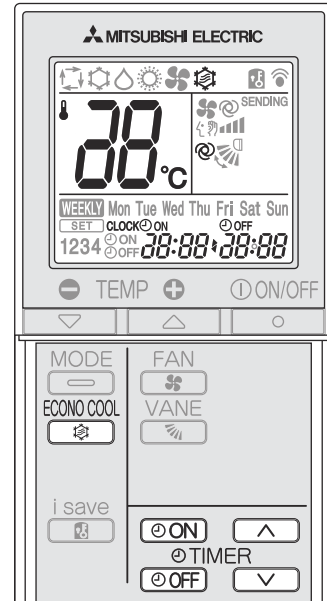 MITSUBISHI ELECTRIC
SENDING
88°C
WEEKLY Mon Tue Wed Thu Fri Sat Sun
SET CLOCK ON OFF
1234 ON OFF 88:88 88:88
TEMP ON/OFF
MODE FAN
ECONO COOL VANE
i save
ON
TIMER
OFF